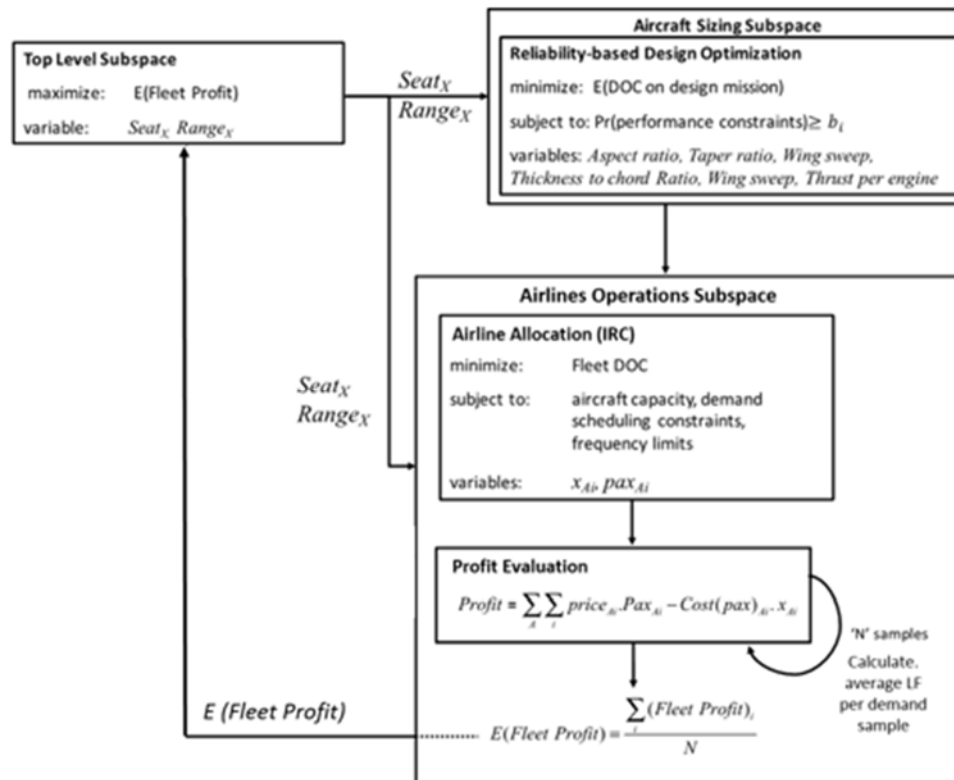 Top Level Subspace
maximize: E(Fleet Profit)
variable: Seat_X Range_X
Seat_X
Range_X
Aircraft Sizing Subspace
Reliability-based Design Optimization
minimize: E(DOC on design mission)
subject to: Pr(performance constraints)≥ b_i
variables: Aspect ratio, Taper ratio, Wing sweep,
Thickness to chord Ratio, Wing sweep, Thrust per engine
Seat_X
Range_X
Airlines Operations Subspace
Airline Allocation (IRC)
minimize: Fleet DOC
subject to: aircraft capacity, demand
scheduling constraints,
frequency limits
variables: x_Ai, pax_Ai
Profit Evaluation
Profit = ∑_A ∑_i price_Ai.Pax_Ai – Cost(pax)_Ai.x_Ai
'N' samples
Calculate.
average LF
per demand
sample
E (Fleet Profit)
E(Fleet Profit) = ∑_i (Fleet Profit)_i
N